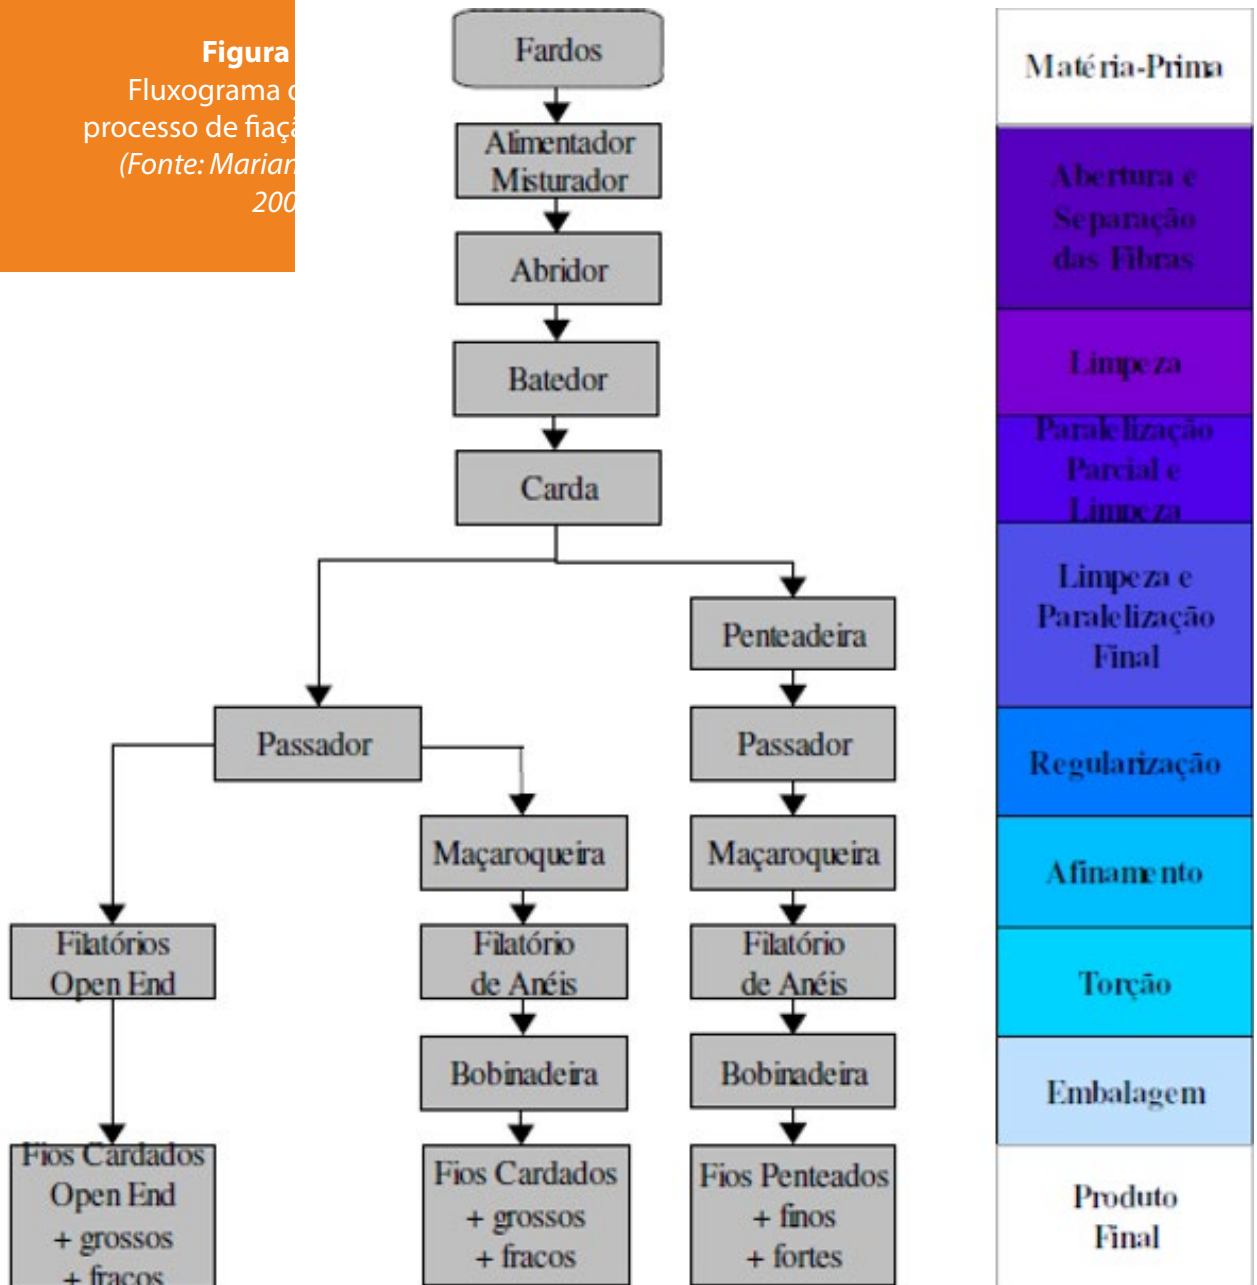 Figura
Fluxograma
processo de
(Fonte:
Fardos
Alimentador
Misturador
Abridor
Batedor
Carda
Penteadeira
Passador
Passador
Maçaroqueira
Maçaroqueira
Filatórios
Open End
Filatório
de Anéis
Filatório
de Anéis
Bobinadeira
Bobinadeira
Fios Cardados
Open End
+ grossos
+ fracos
Fios Cardados
+ grossos
+ fracos
Fios Penteados
+ finos
+ fortes
Matéria-Prima
Abertura e
Separação
das Fibras
Limpeza
Paralelização
Parcial e
Limpeza
Limpeza e
Paralelização
Final
Regularização
Afinamento
Torção
Embalagem
Produto
Final